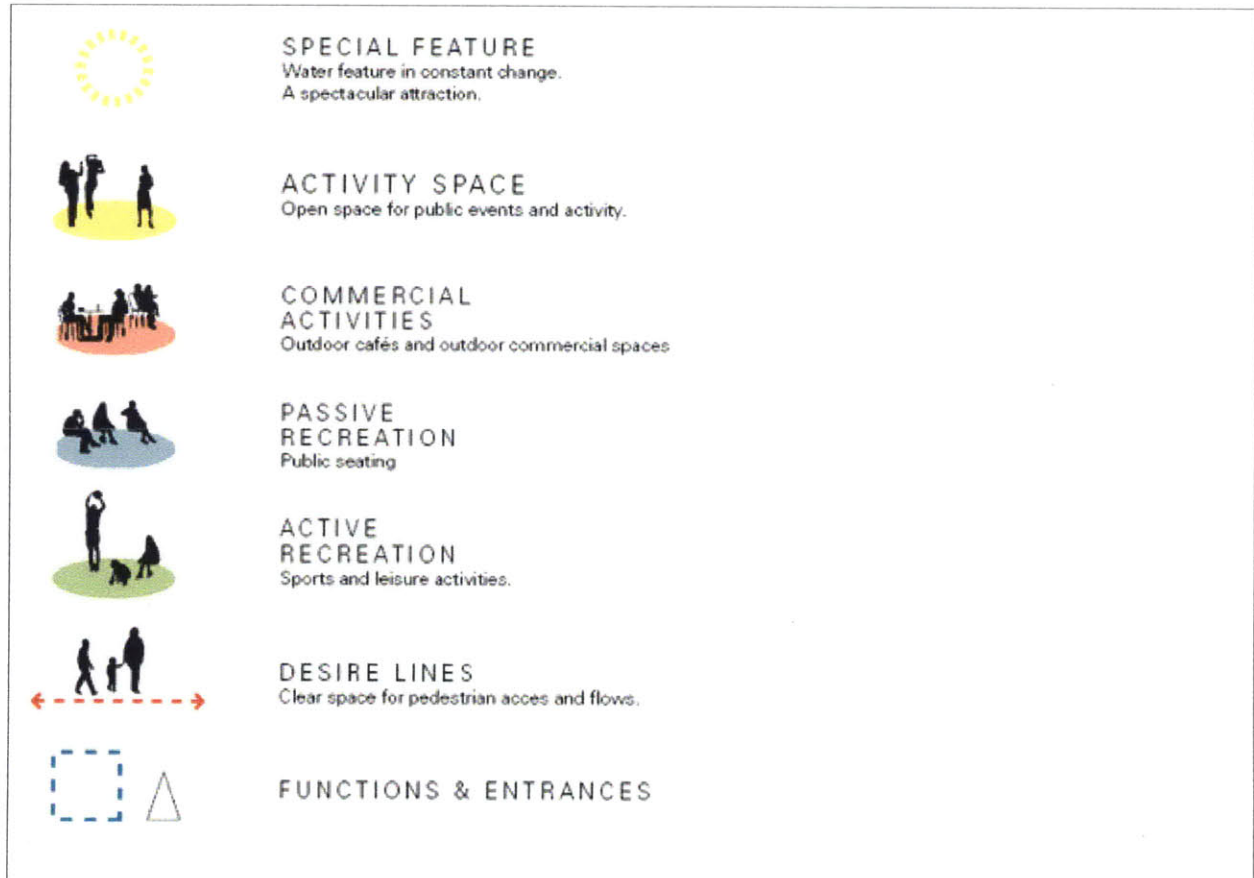 SPECIAL FEATURE
Water feature in constant change.
A spectacular attraction.
ACTIVITY SPACE
Open space for public events and activity.
COMMERCIAL
ACTIVITIES
Outdoor cafés and outdoor commercial spaces
PASSIVE
RECREATION
Public seating
ACTIVE
RECREATION
Sports and leisure activities.
DESIRE LINES
Clear space for pedestrian acces and flows.
FUNCTIONS & ENTRANCES